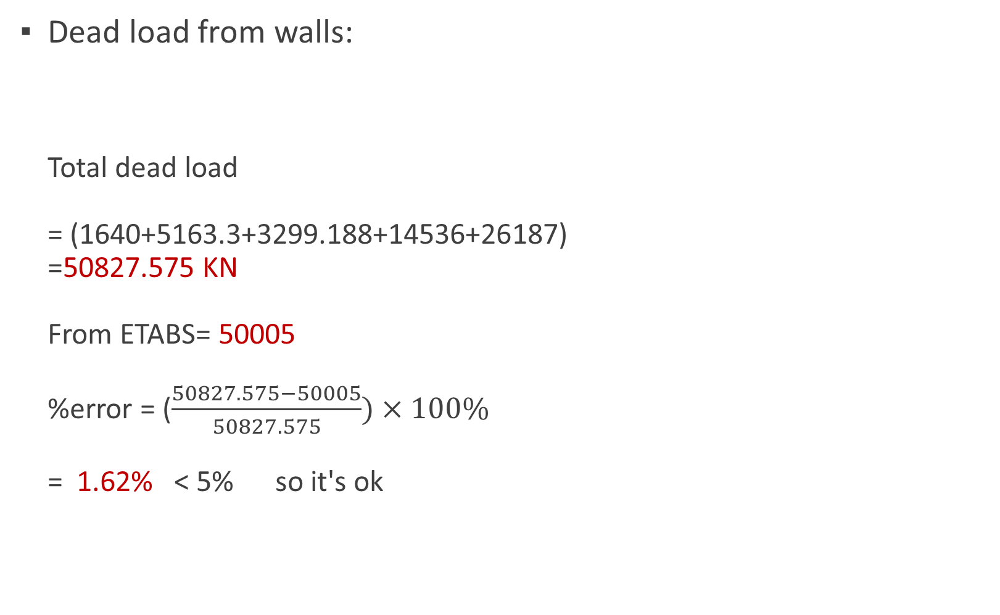 ▪ Dead load from walls:
Total dead load
= (1640+5163.3+3299.188+14536+26187)
=50827.575 KN
From ETABS= 50005
%error = (\frac{50827.575−50005}{50827.575}) × 100%
= 1.62% < 5% so it's ok